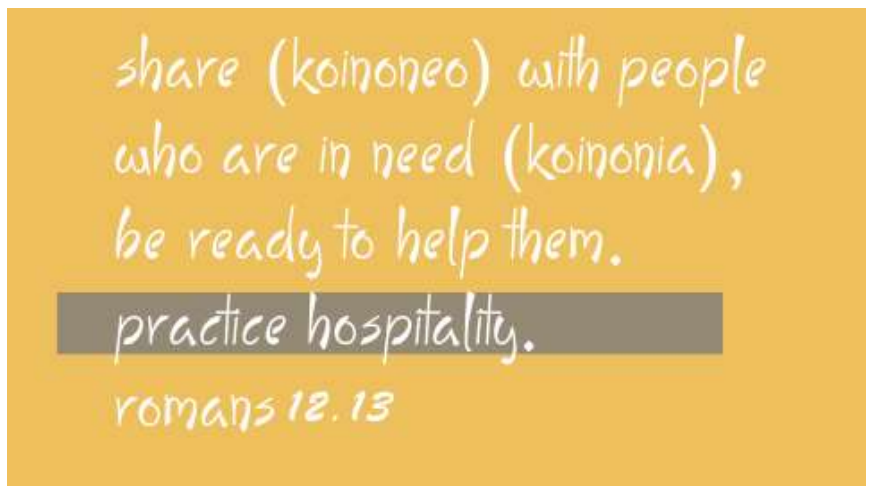 share (koinoneo) with people
who are in need (koinonia),
be ready to help them.
practice hospitality.
romans 12.13